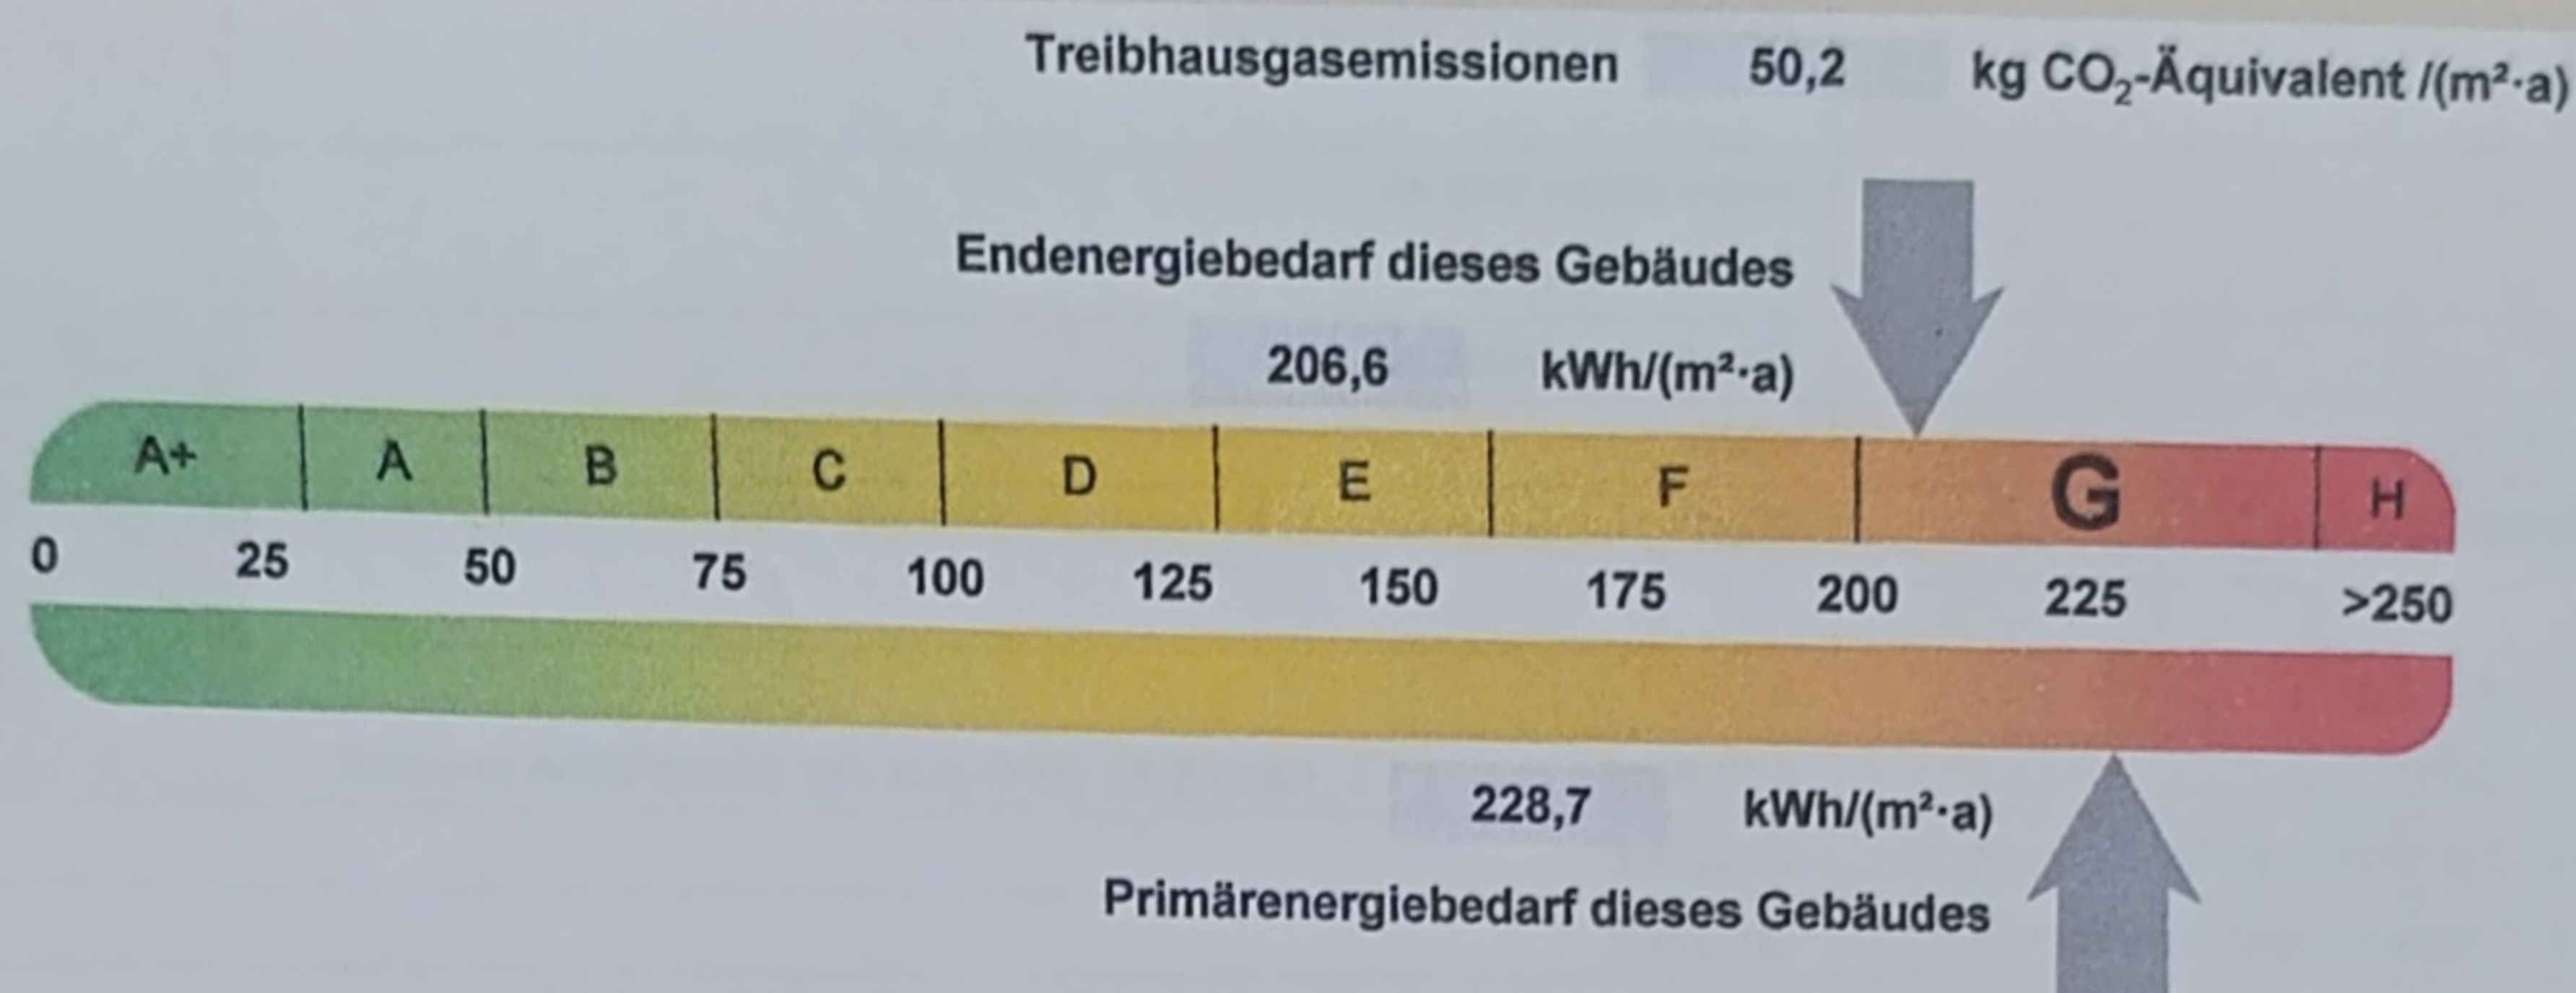 Treibhausgasemissionen 50,2 kg CO₂-Äquivalent /(m²·a)
Endenergiebedarf dieses Gebäudes
206,6 kWh/(m²·a)
A+ A B C D E F G H
0 25 50 75 100 125 150 175 200 225 >250
228,7 kWh/(m²·a)
Primärenergiebedarf dieses Gebäudes